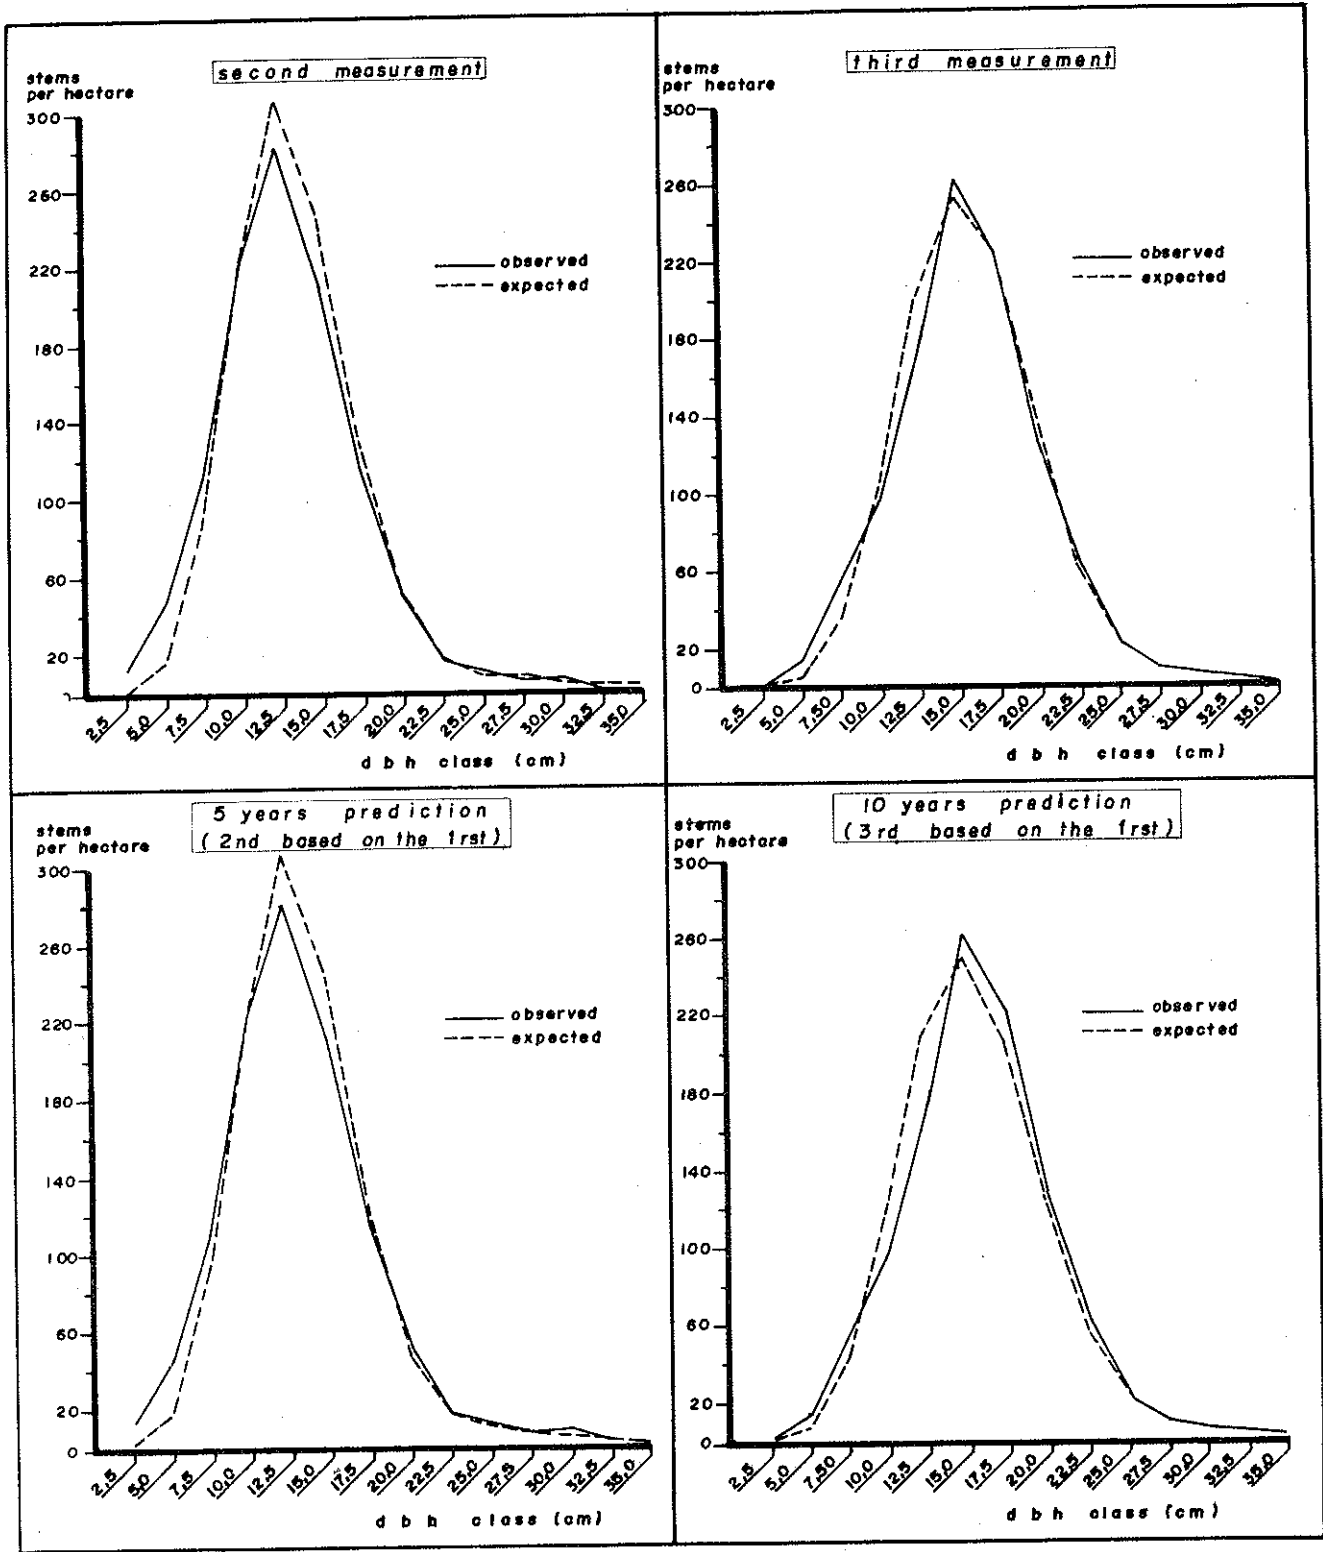 second measurement
stems
per hectare
300
260
220
180
140
100
60
20
observed
expected
2,5 5,0 7,5 10,0 12,5 15,0 17,5 20,0 22,5 25,0 27,5 30,0 32,5 35,0
d b h class (cm)
third measurement
stems
per hectare
300
260
220
180
140
100
60
20
0
observed
expected
2,5 5,0 7,50 10,0 12,5 15,0 17,5 20,0 22,5 25,0 27,5 30,0 32,5 35,0
d b h class (cm)
5 years prediction
(2nd based on the first)
stems
per hectare
300
260
220
180
140
100
60
20
0
observed
expected
2,5 5,0 7,5 10,0 12,5 15,0 17,5 20,0 22,5 25,0 27,5 30,0 32,5 35,0
d b h class (cm)
10 years prediction
(3rd based on the first)
stems
per hectare
300
260
220
180
140
100
60
20
0
observed
expected
2,5 5,0 7,50 10,0 12,5 15,0 17,5 20,0 22,5 25,0 27,5 30,0 32,5 35,0
d b h class (cm)